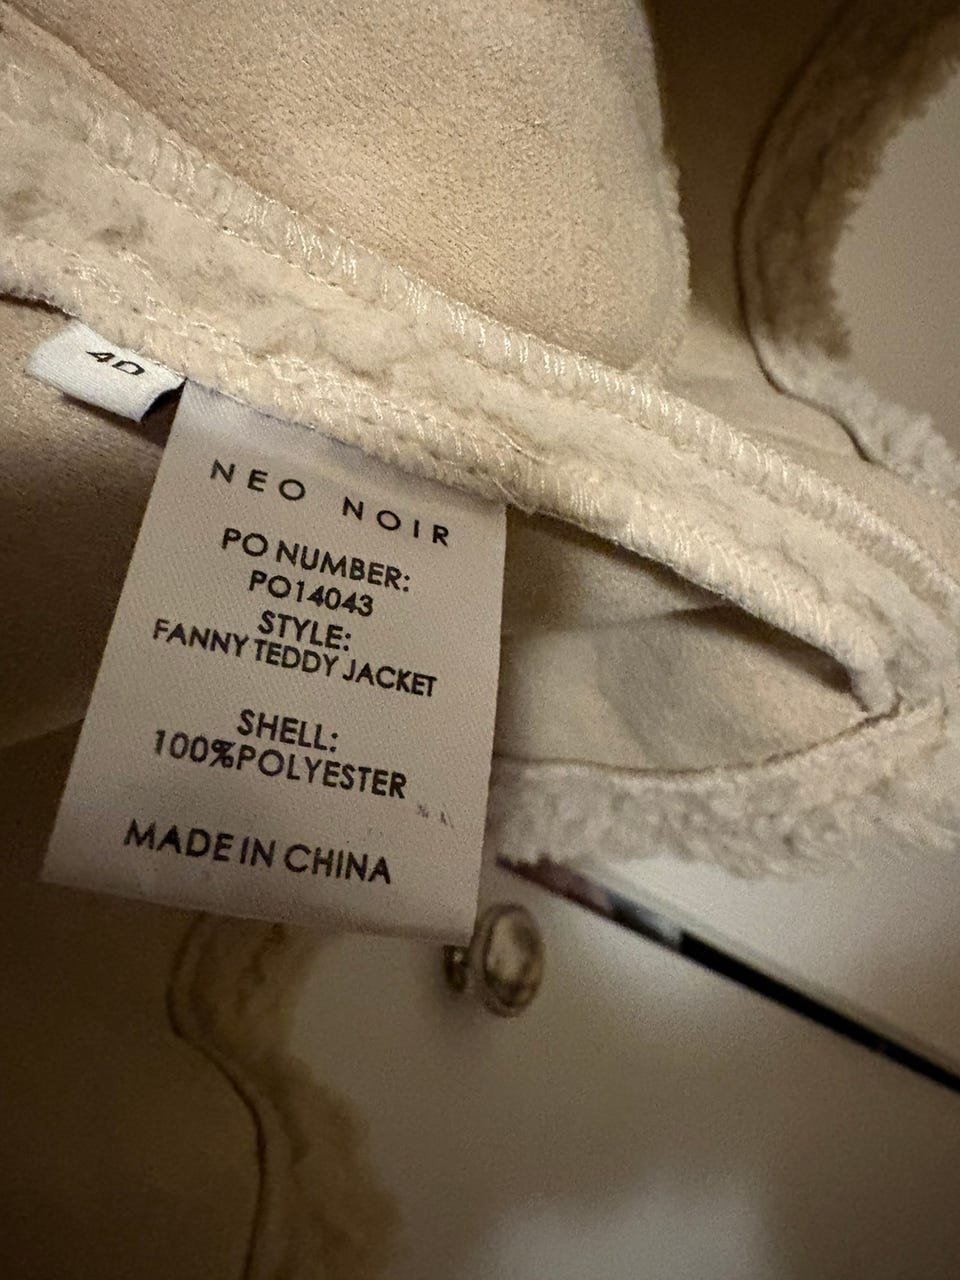 4D
NEO NOIR
PO NUMBER:
PO14043
STYLE:
FANNY TEDDY JACKET
SHELL:
100%POLYESTER
MADE IN CHINA